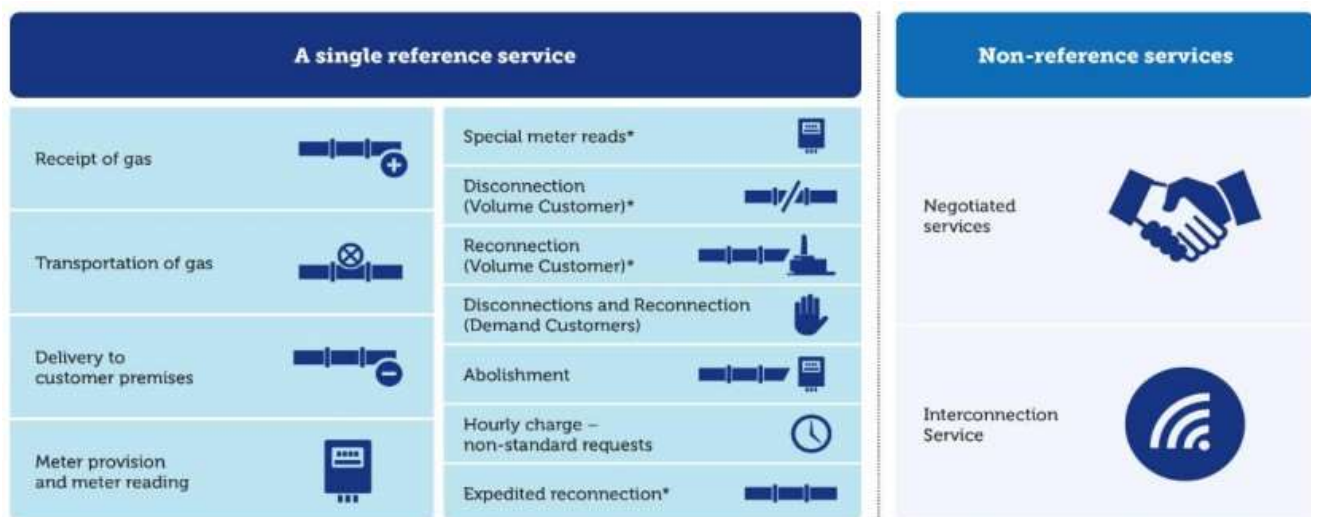 A single reference service
Non-reference services
Receipt of gas
Transportation of gas
Delivery to
customer premises
Meter provision
and meter reading
Special meter reads*
Disconnection
(Volume Customer)*
Reconnection
(Volume Customer)*
Disconnections and Reconnection
(Demand Customers)
Abolishment
Hourly charge –
non-standard requests
Expedited reconnection*
Negotiated
services
Interconnection
Service